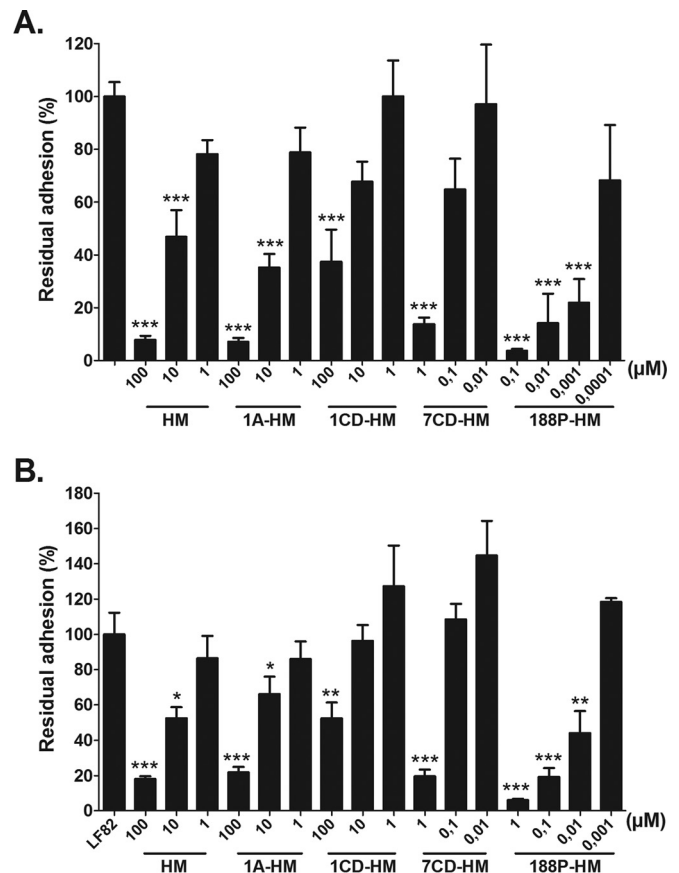 A.
Residual adhesion (%)
120
100
80
60
40
20
0
*** *** *** *** *** *** *** *** ***
100 10 1 100 10 1 100 10 1 1 0,1 0,01 0,1 0,01 0,001 0,0001 (µM)
HM 1A-HM 1CD-HM 7CD-HM 188P-HM
B.
Residual adhesion (%)
180
160
140
120
100
80
60
40
20
0
*** * *** * ** *** *** *** **
LF82 100 10 1 100 10 1 100 10 1 1 0,1 0,01 1 0,1 0,01 0,001 (µM)
HM 1A-HM 1CD-HM 7CD-HM 188P-HM